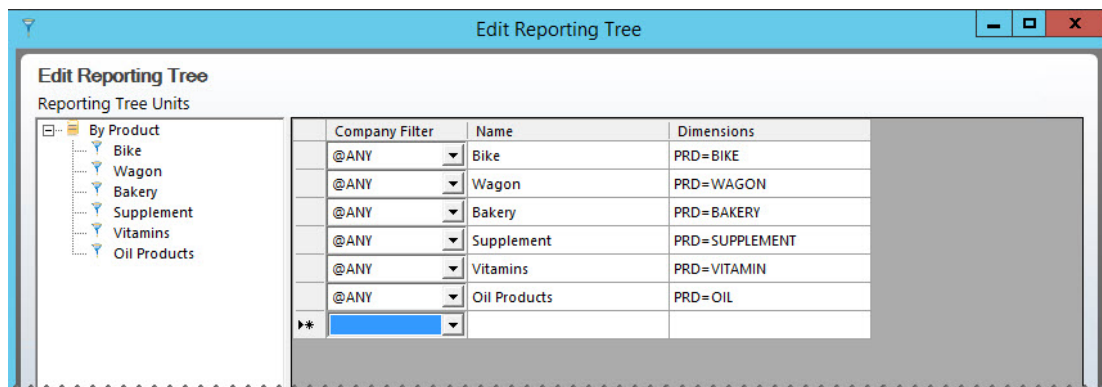 Edit Reporting Tree
Edit Reporting Tree
Reporting Tree Units
By Product
Bike
Wagon
Bakery
Supplement
Vitamins
Oil Products
Company Filter Name Dimensions
@ANY Bike PRD=BIKE
@ANY Wagon PRD=WAGON
@ANY Bakery PRD=BAKERY
@ANY Supplement PRD=SUPPLEMENT
@ANY Vitamins PRD=VITAMIN
@ANY Oil Products PRD=OIL